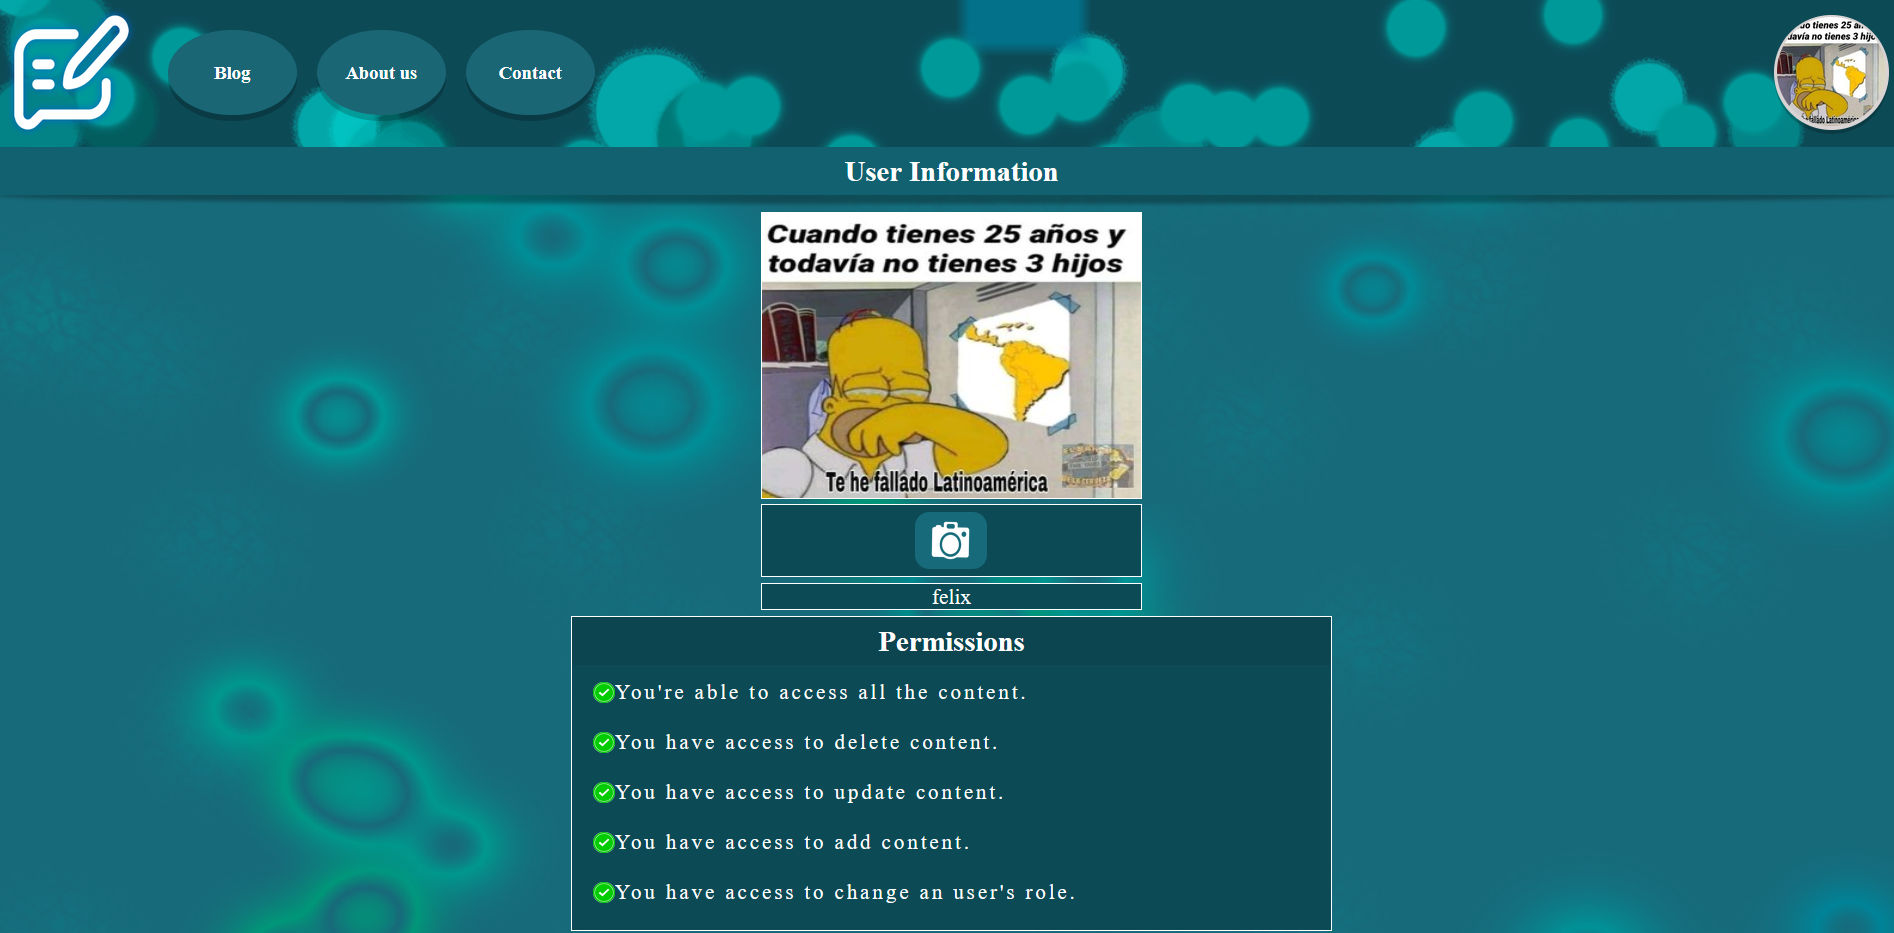 Blog
About us
Contact
User Information
Cuando tienes 25 años y
todavía no tienes 3 hijos
Te he fallado Latinoamérica
felix
Permissions
You're able to access all the content.
You have access to delete content.
You have access to update content.
You have access to add content.
You have access to change an user's role.